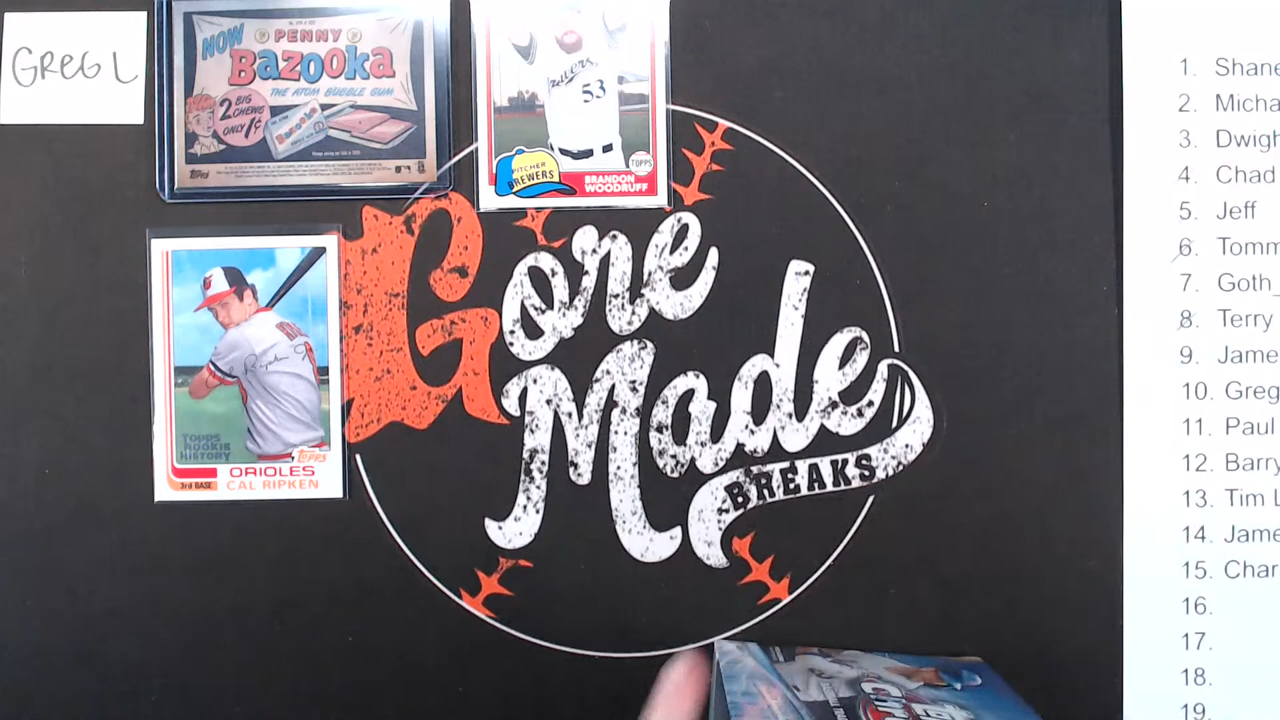 GREG L
NOW
PENNY
Bazooka
THE ATOM BUBBLE GUM
2 BIG
CHEWS
ONLY 1¢
Topps
53
PITCHER
BREWERS
TOPPS
BRANDON
WOODRUFF
TOPPS
ROOKIE
HISTORY
Topps
ORIOLES
3rd BASE
CAL RIPKEN
Gore
Made
BREAKS
1. Shane
2. Micha
3. Dwigh
4. Chad
5. Jeff
6. Tomm
7. Goth_
8. Terry
9. Jame
10. Greg
11. Paul
12. Barry
13. Tim L
14. Jame
15. Char
16.
17.
18.
19.